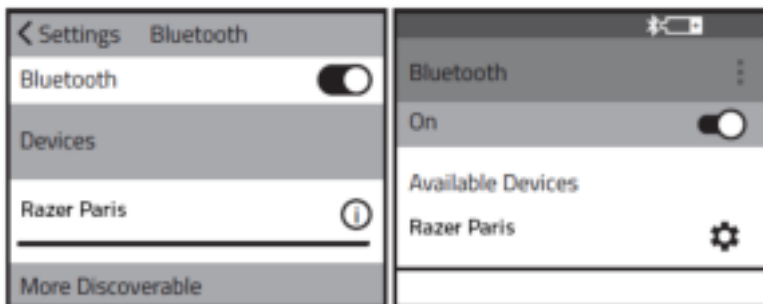 Settings Bluetooth
Bluetooth
Devices
Razer Paris
More Discoverable
Bluetooth
On
Available Devices
Razer Paris